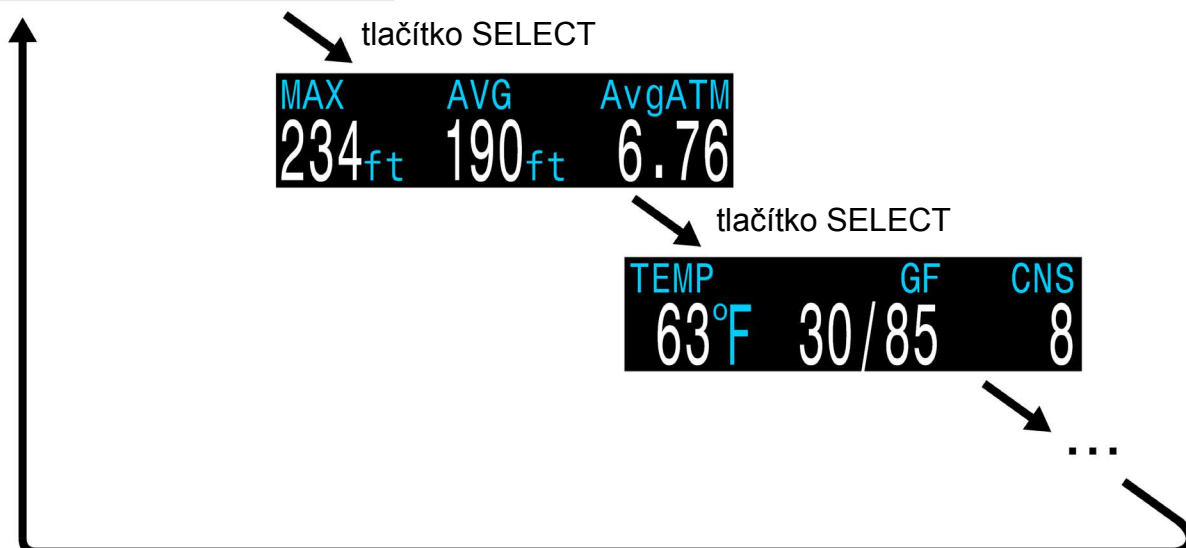 tlačítko SELECT
MAX AVG AvgATM
234ft 190ft 6.76
tlačítko SELECT
TEMP GF CNS
63°F 30/85 8
...